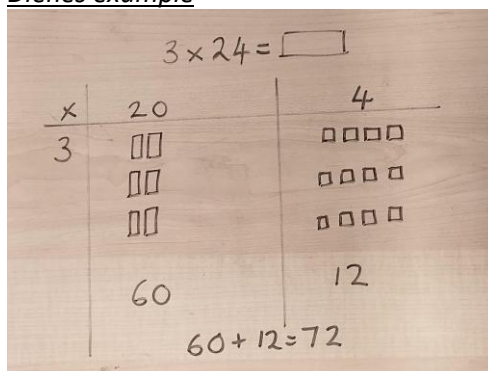 Dienes example
3 × 24 =
× 20 4
3
60 12
60 + 12 = 72